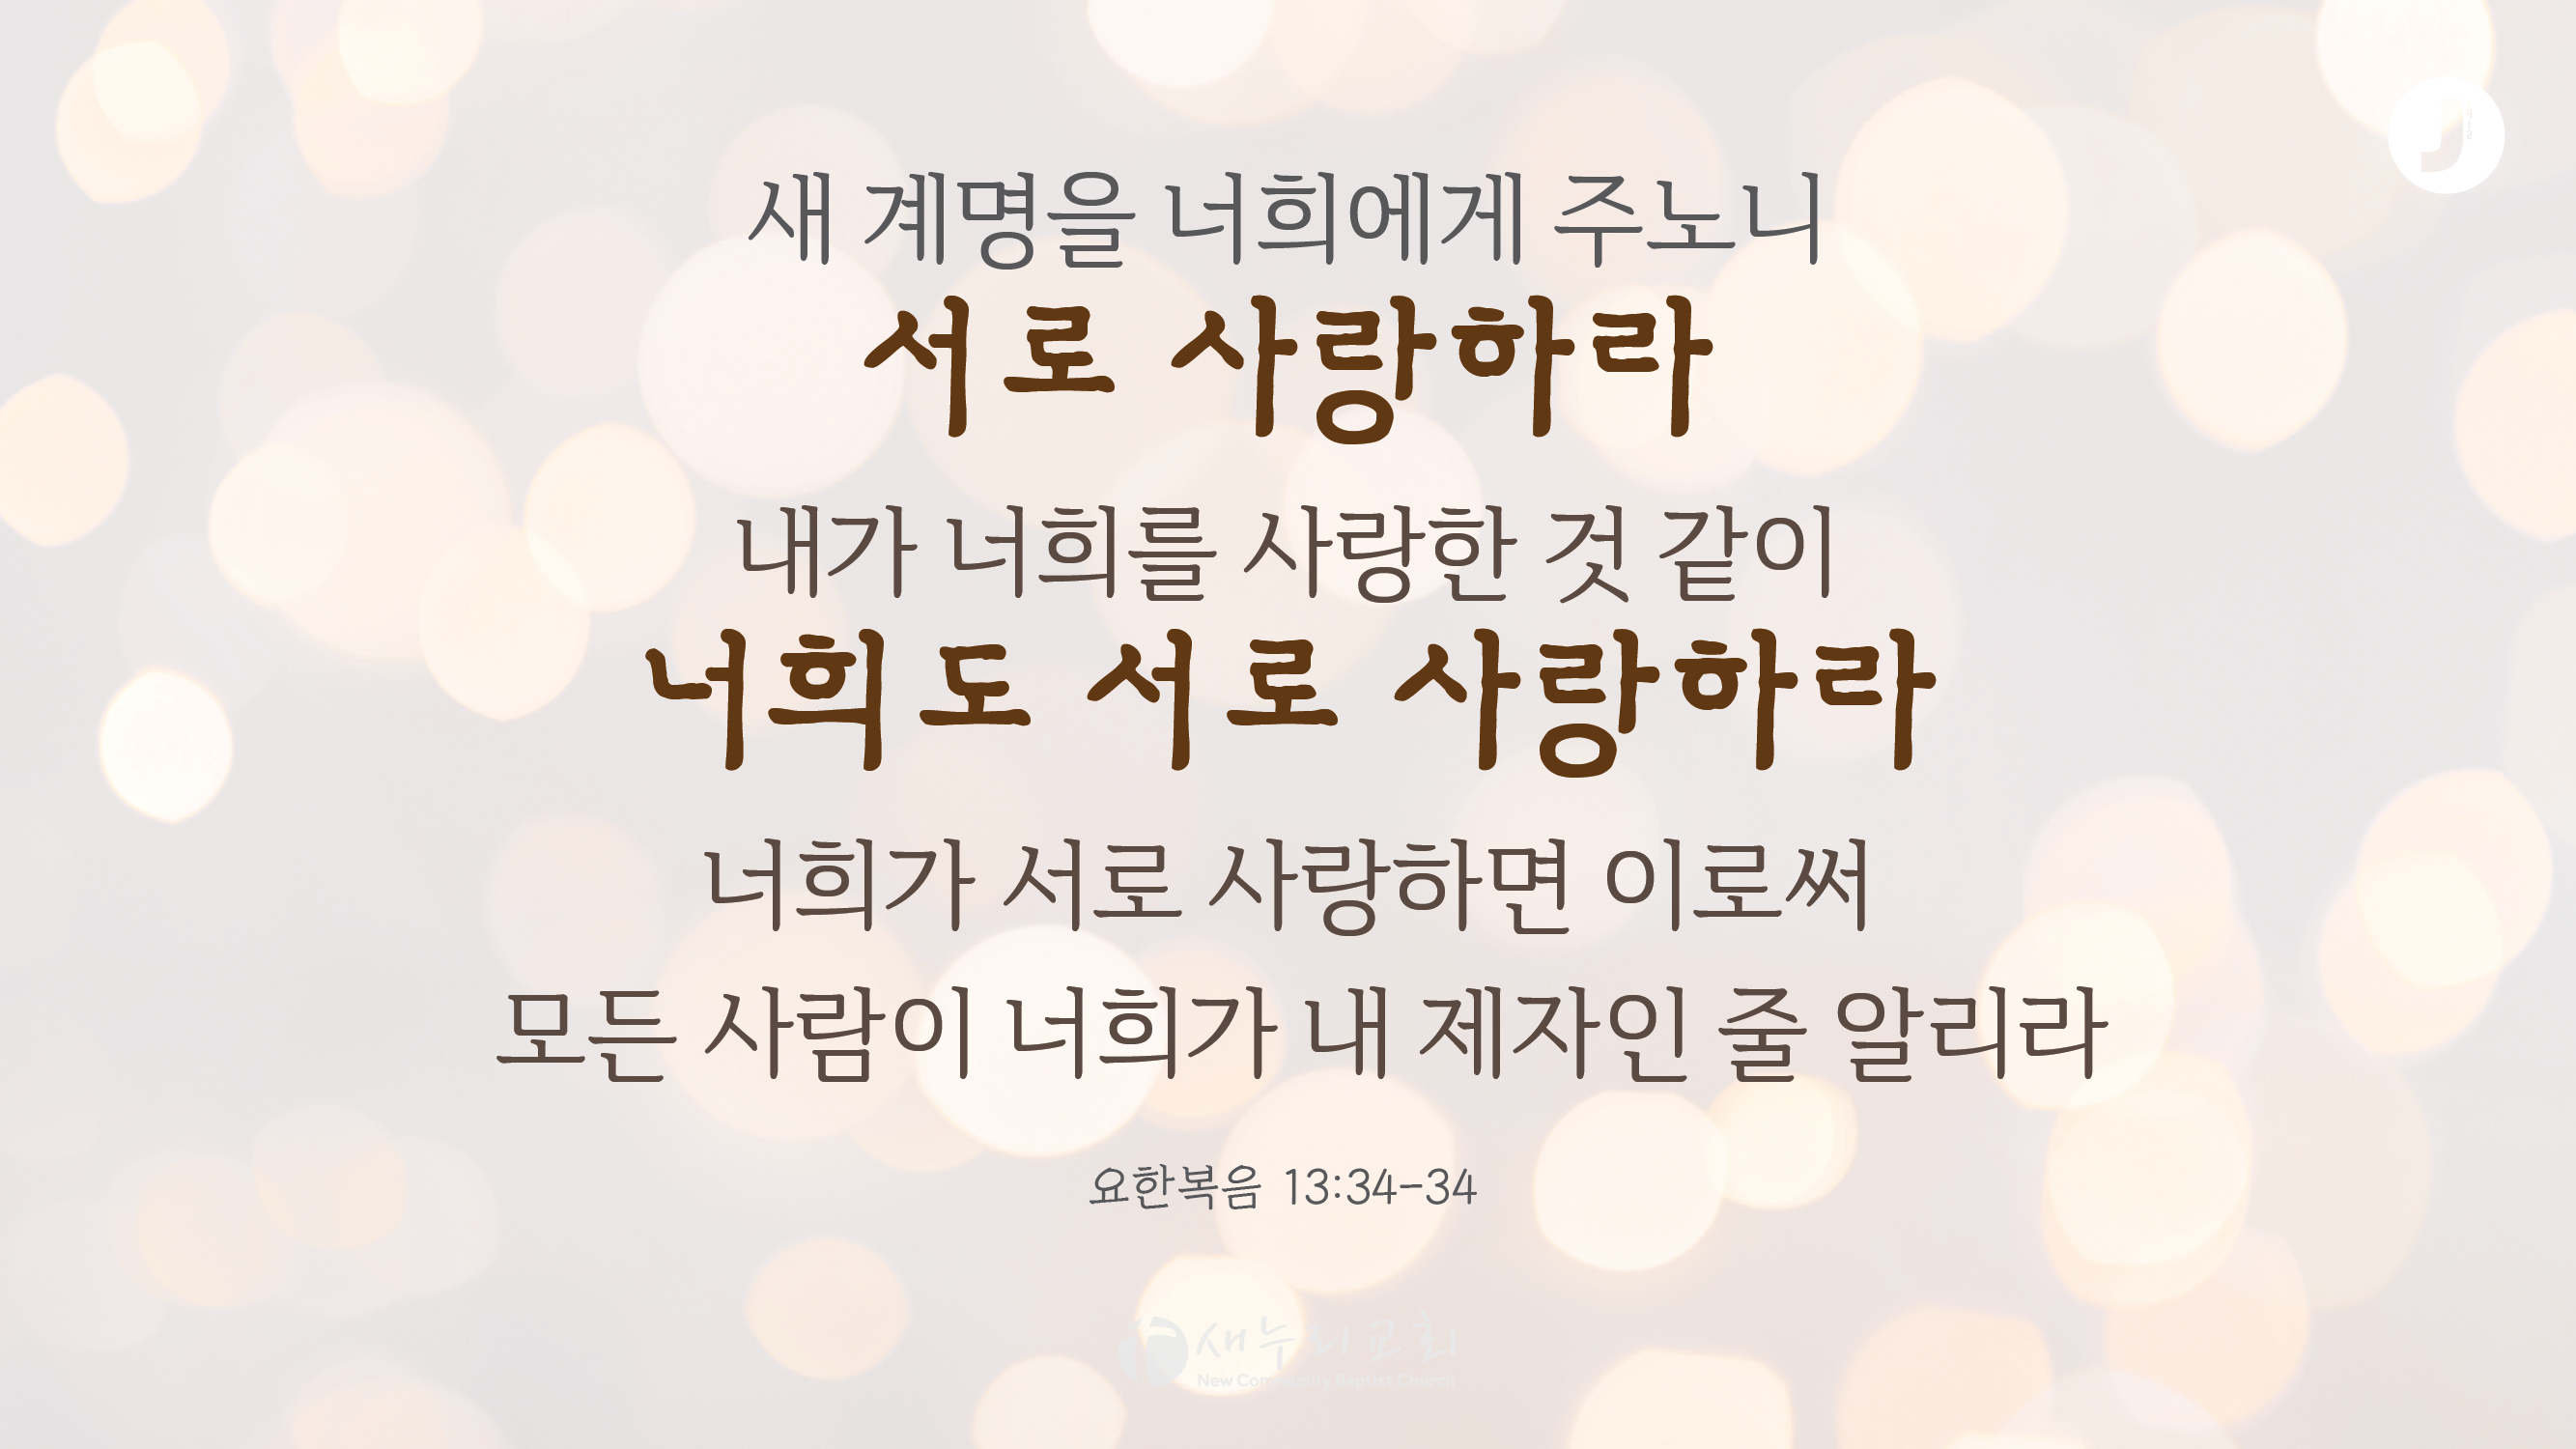 새 계명을 너희에게 주노니
서로 사랑하라
내가 너희를 사랑한 것 같이
너희도 서로 사랑하라
너희가 서로 사랑하면 이로써
모든 사람이 너희가 내 제자인 줄 알리라
요한복음 13:34-34
새누리교회
New Community Baptist Church